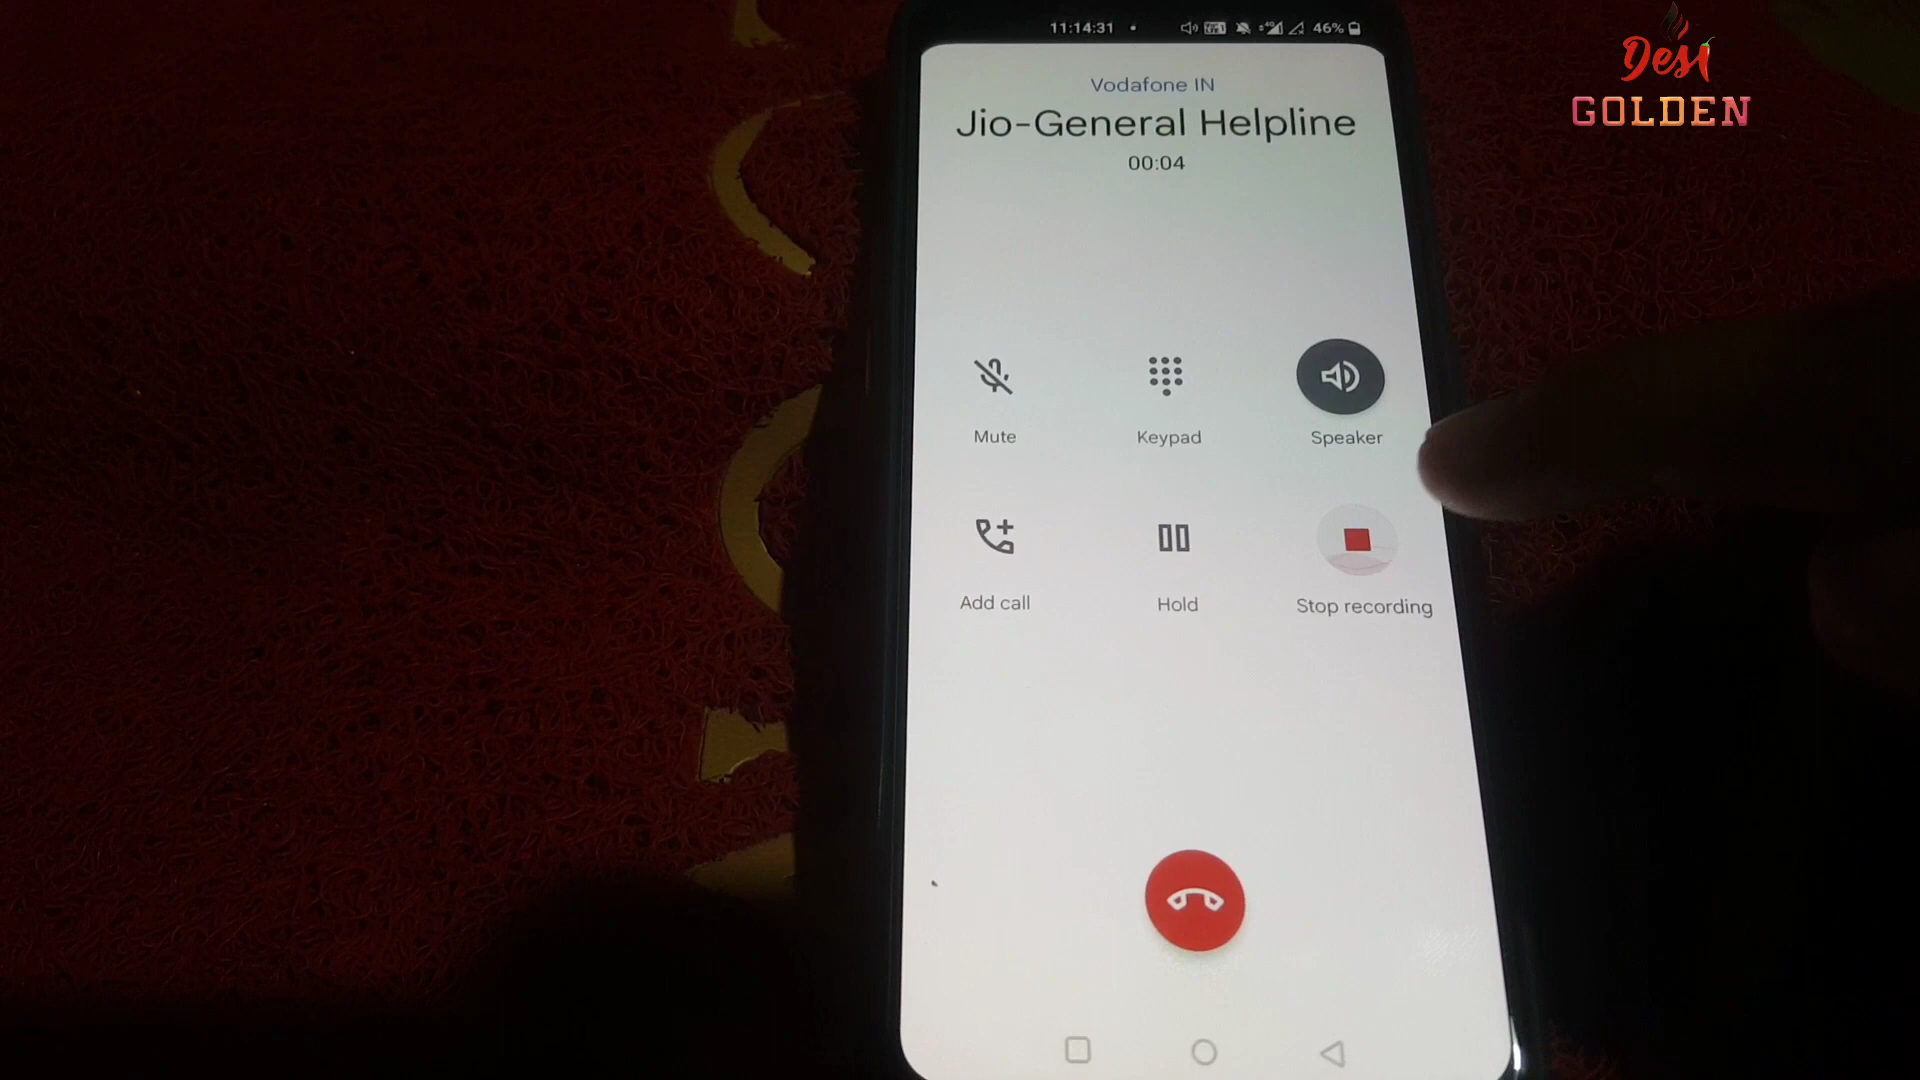 11:14:31
46%
Desi
GOLDEN
Vodafone IN
Jio-General Helpline
00:04
Mute
Keypad
Speaker
Add call
Hold
Stop recording